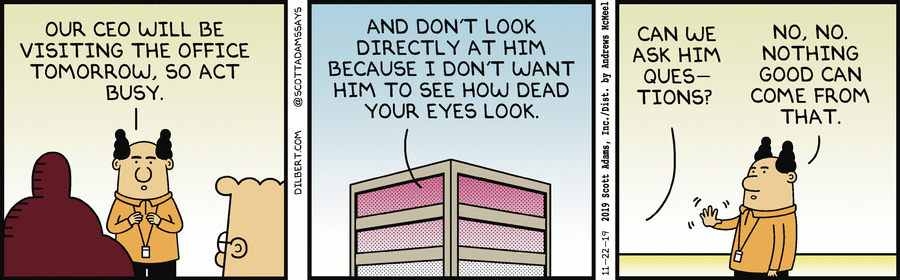 OUR CEO WILL BE
VISITING THE OFFICE
TOMORROW, SO ACT
BUSY.
DILBERT.COM @SCOTTADAMSSAYS
AND DON'T LOOK
DIRECTLY AT HIM
BECAUSE I DON'T WANT
HIM TO SEE HOW DEAD
YOUR EYES LOOK.
11-22-19 2019 Scott Adams, Inc./Dist. by Andrews McMeel
CAN WE
ASK HIM
QUES-
TIONS?
NO, NO.
NOTHING
GOOD CAN
COME FROM
THAT.